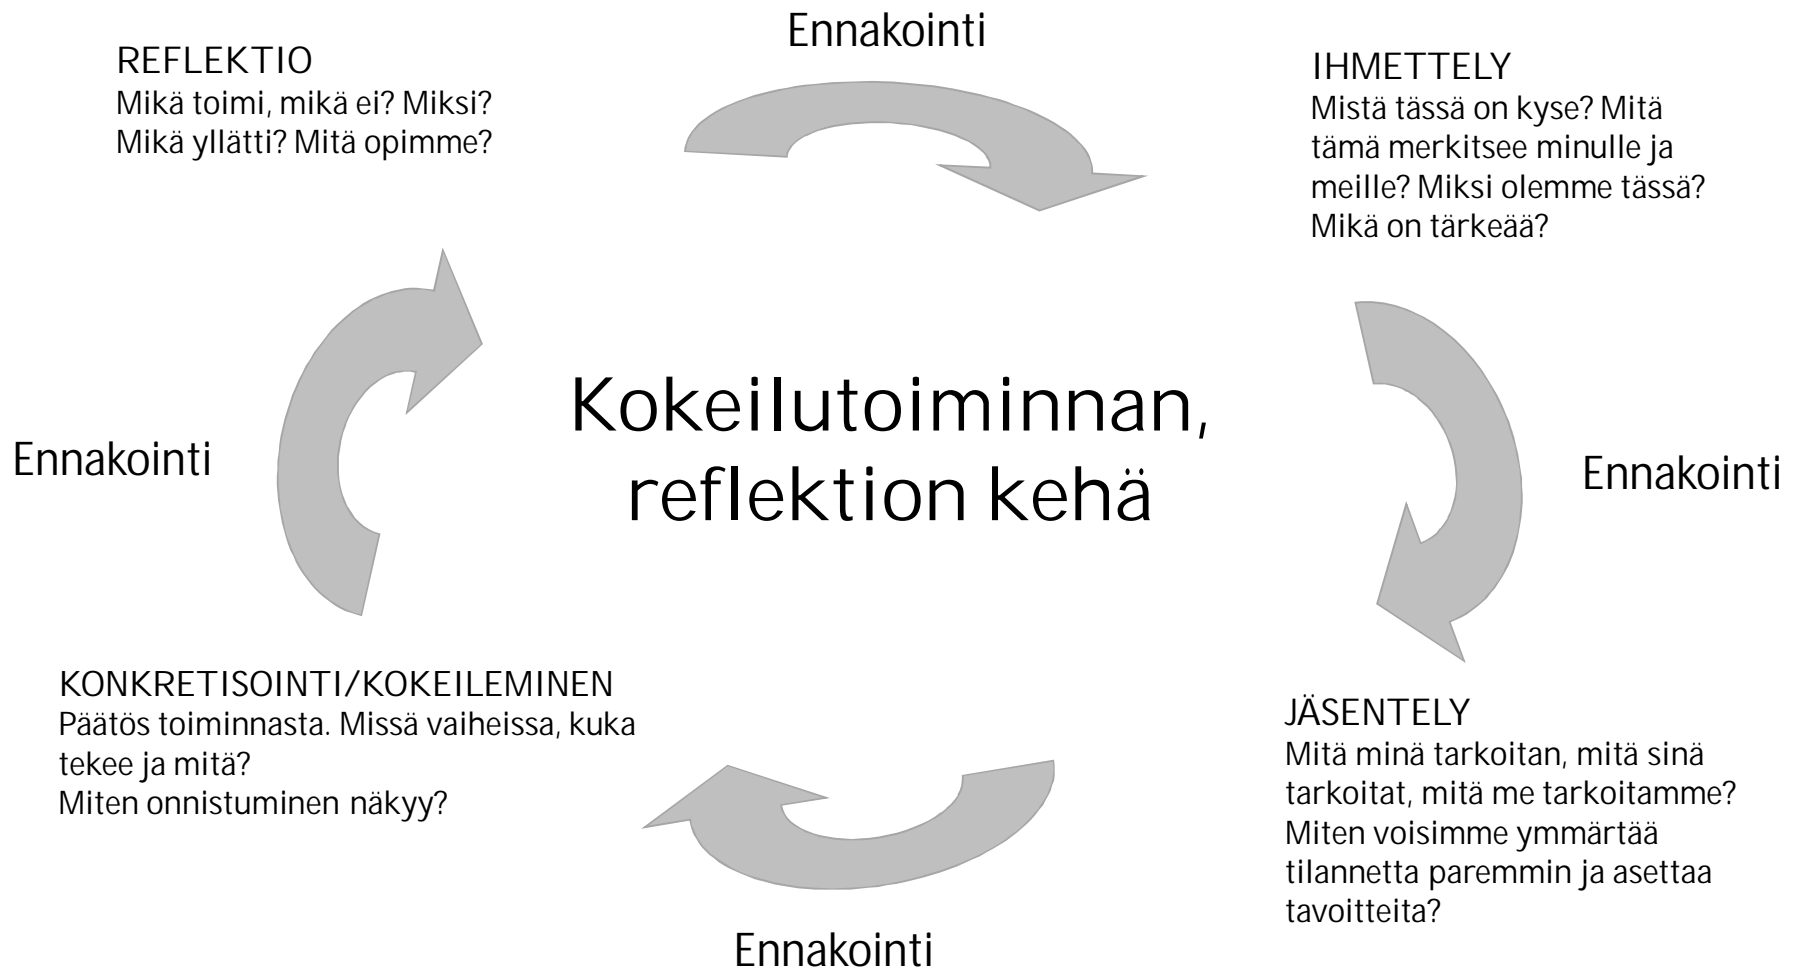 Ennakointi
REFLEKTIO
Mikä toimi, mikä ei? Miksi?
Mikä yllätti? Mitä opimme?
IHMETTELY
Mistä tässä on kyse? Mitä
tämä merkitsee minulle ja
meille? Miksi olemme tässä?
Mikä on tärkeää?
Kokeilutoiminnan,
reflektion kehä
Ennakointi
Ennakointi
KONKRETISOINTI/KOKEILEMINEN
Päätös toiminnasta. Missä vaiheissa, kuka
tekee ja mitä?
Miten onnistuminen näkyy?
JÄSENTELY
Mitä minä tarkoitan, mitä sinä
tarkoitat, mitä me tarkoitamme?
Miten voisimme ymmärtää
tilannetta paremmin ja asettaa
tavoitteita?
Ennakointi